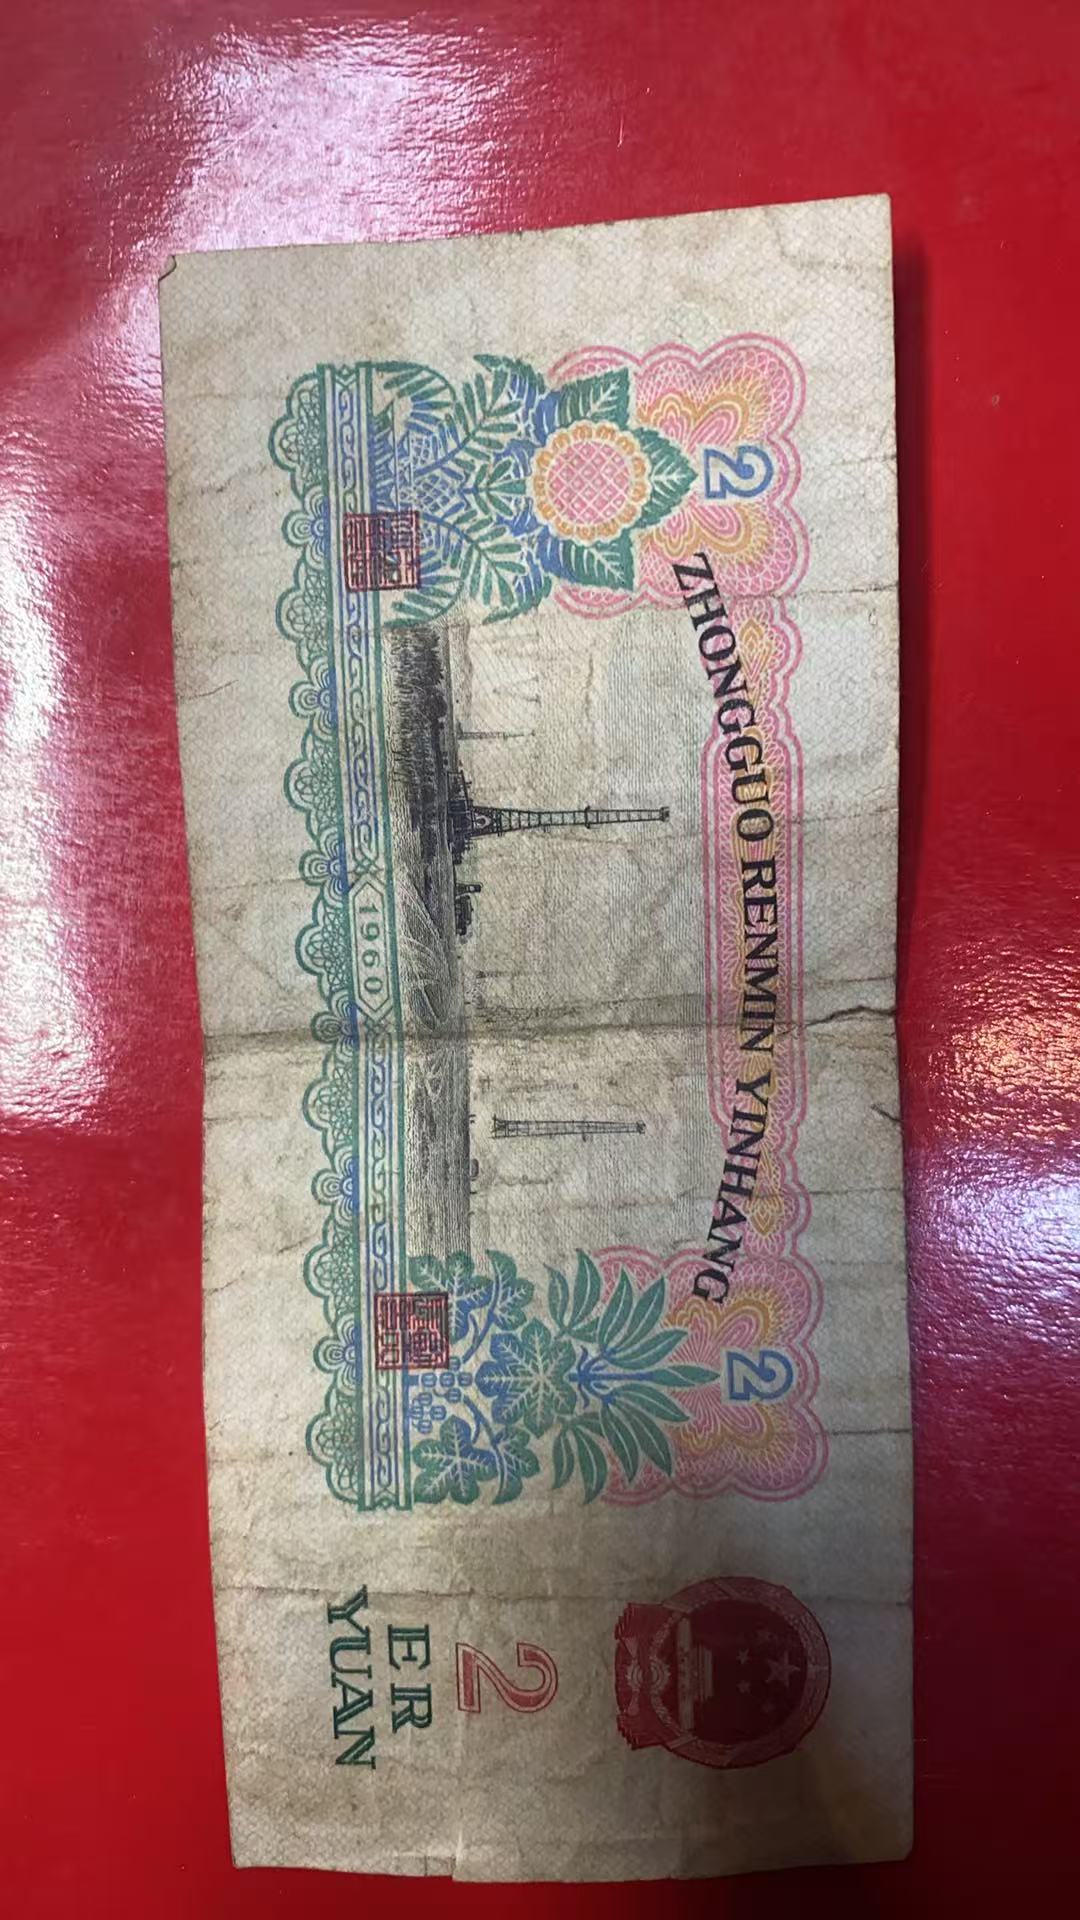 ZHONGGUO RENMIN YINHANG
2
2
2
ER
YUAN
1960